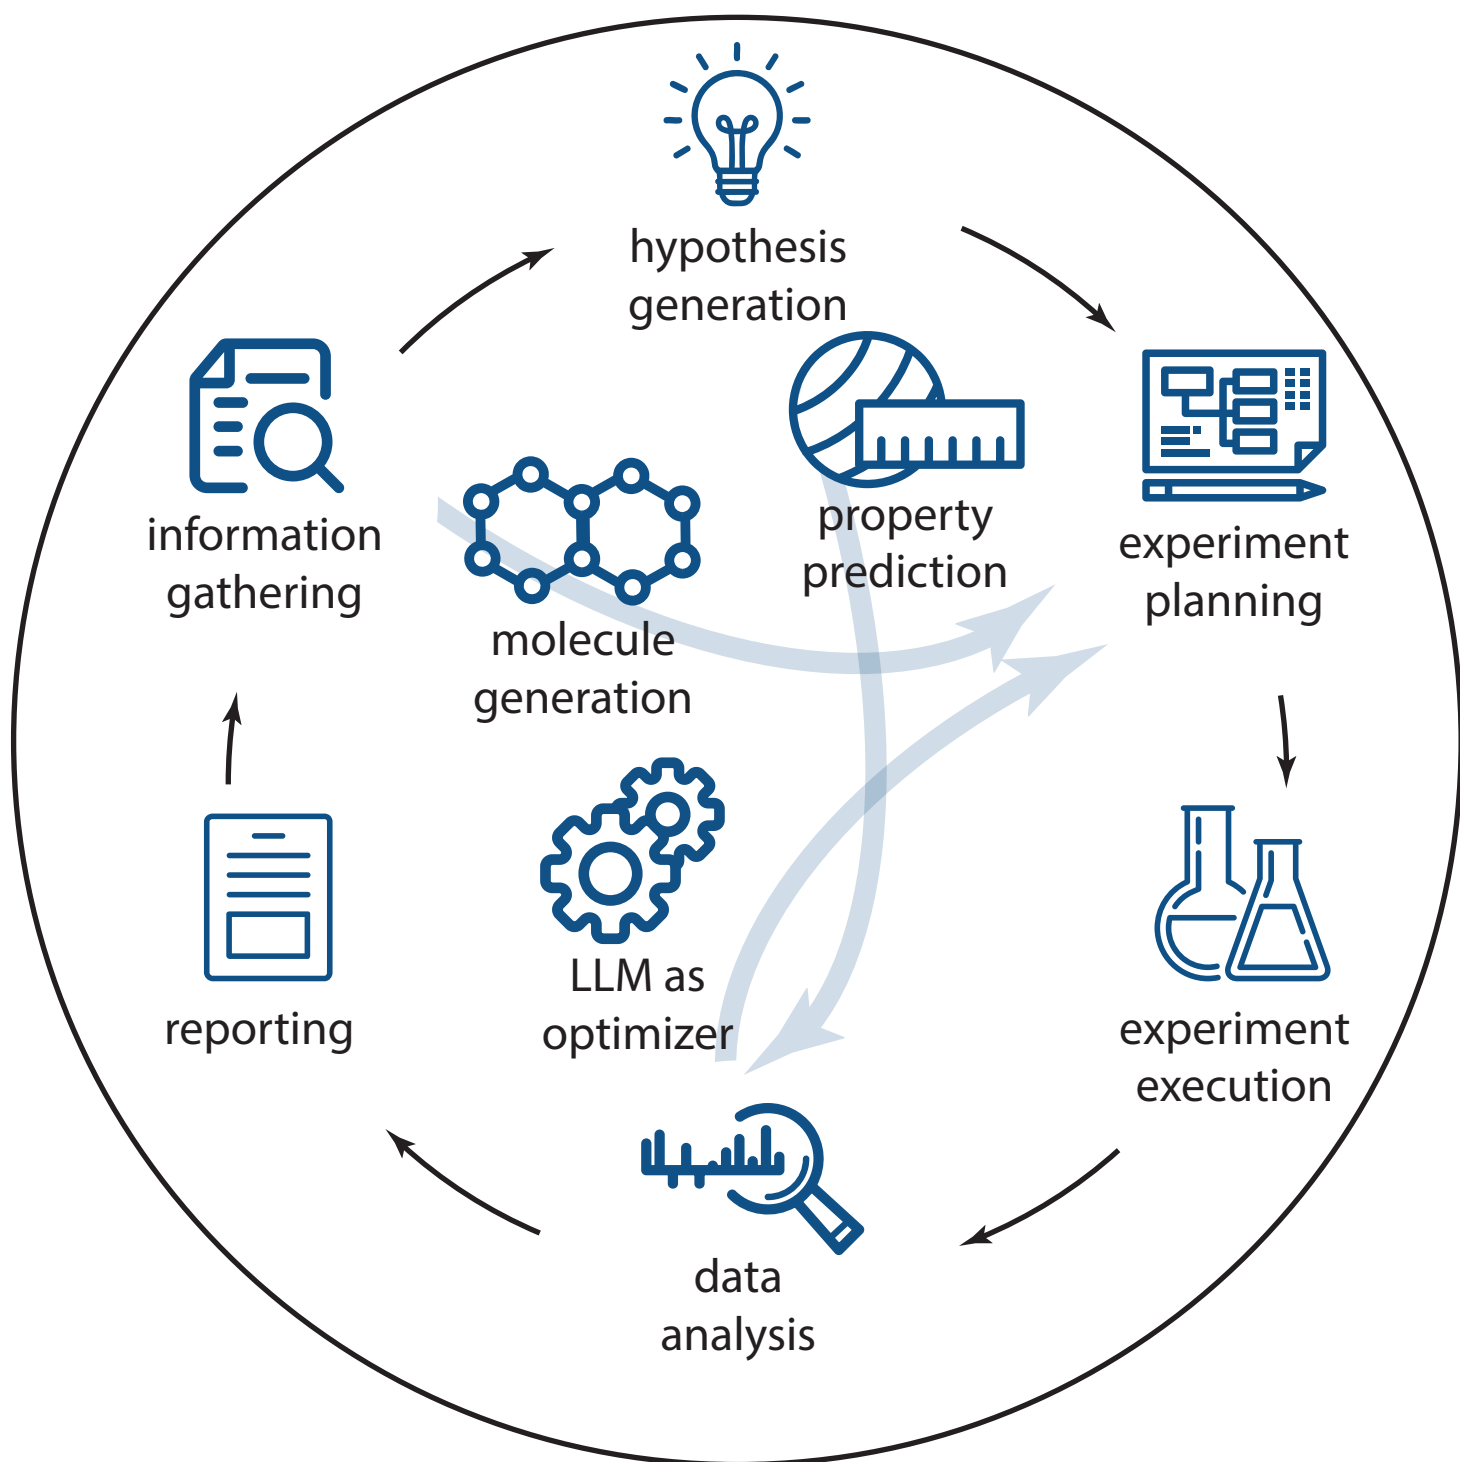 hypothesis
generation
information
gathering
property
prediction
experiment
planning
molecule
generation
LLM as
optimizer
reporting
experiment
execution
data
analysis